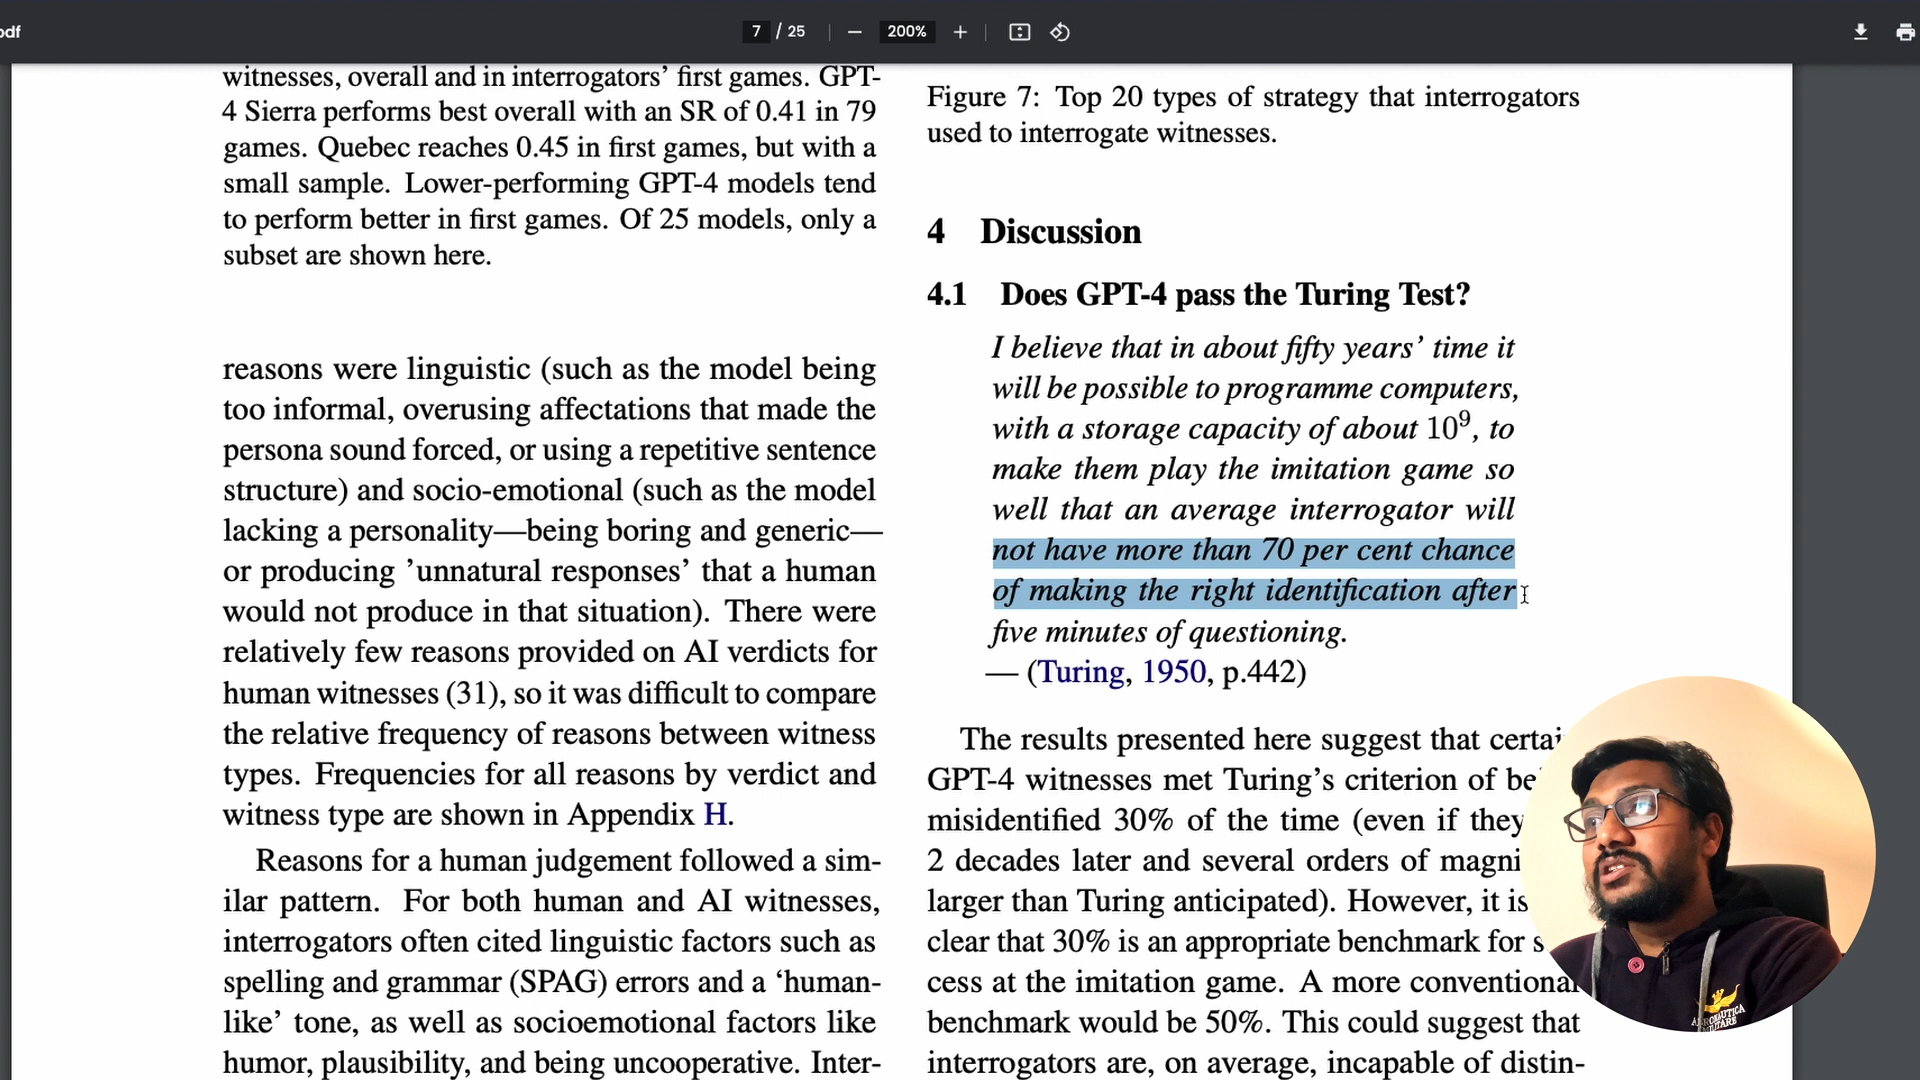 pdf
7 / 25
200%
witnesses, overall and in interrogators’ first games. GPT-
4 Sierra performs best overall with an SR of 0.41 in 79
games. Quebec reaches 0.45 in first games, but with a
small sample. Lower-performing GPT-4 models tend
to perform better in first games. Of 25 models, only a
subset are shown here.
reasons were linguistic (such as the model being
too informal, overusing affectations that made the
persona sound forced, or using a repetitive sentence
structure) and socio-emotional (such as the model
lacking a personality—being boring and generic—
or producing ’unnatural responses’ that a human
would not produce in that situation). There were
relatively few reasons provided on AI verdicts for
human witnesses (31), so it was difficult to compare
the relative frequency of reasons between witness
types. Frequencies for all reasons by verdict and
witness type are shown in Appendix H.
Reasons for a human judgement followed a sim-
ilar pattern. For both human and AI witnesses,
interrogators often cited linguistic factors such as
spelling and grammar (SPAG) errors and a ‘human-
like’ tone, as well as socioemotional factors like
humor, plausibility, and being uncooperative. Inter-
Figure 7: Top 20 types of strategy that interrogators
used to interrogate witnesses.
4 Discussion
4.1 Does GPT-4 pass the Turing Test?
I believe that in about fifty years’ time it
will be possible to programme computers,
with a storage capacity of about 10⁹, to
make them play the imitation game so
well that an average interrogator will
not have more than 70 per cent chance
of making the right identification after
five minutes of questioning.
— (Turing, 1950, p.442)
The results presented here suggest that certai
GPT-4 witnesses met Turing’s criterion of be
misidentified 30% of the time (even if they
2 decades later and several orders of magni
larger than Turing anticipated). However, it is
clear that 30% is an appropriate benchmark for s
cess at the imitation game. A more conventional
benchmark would be 50%. This could suggest that
interrogators are, on average, incapable of distin-
AERONAUTICA
MILITARE